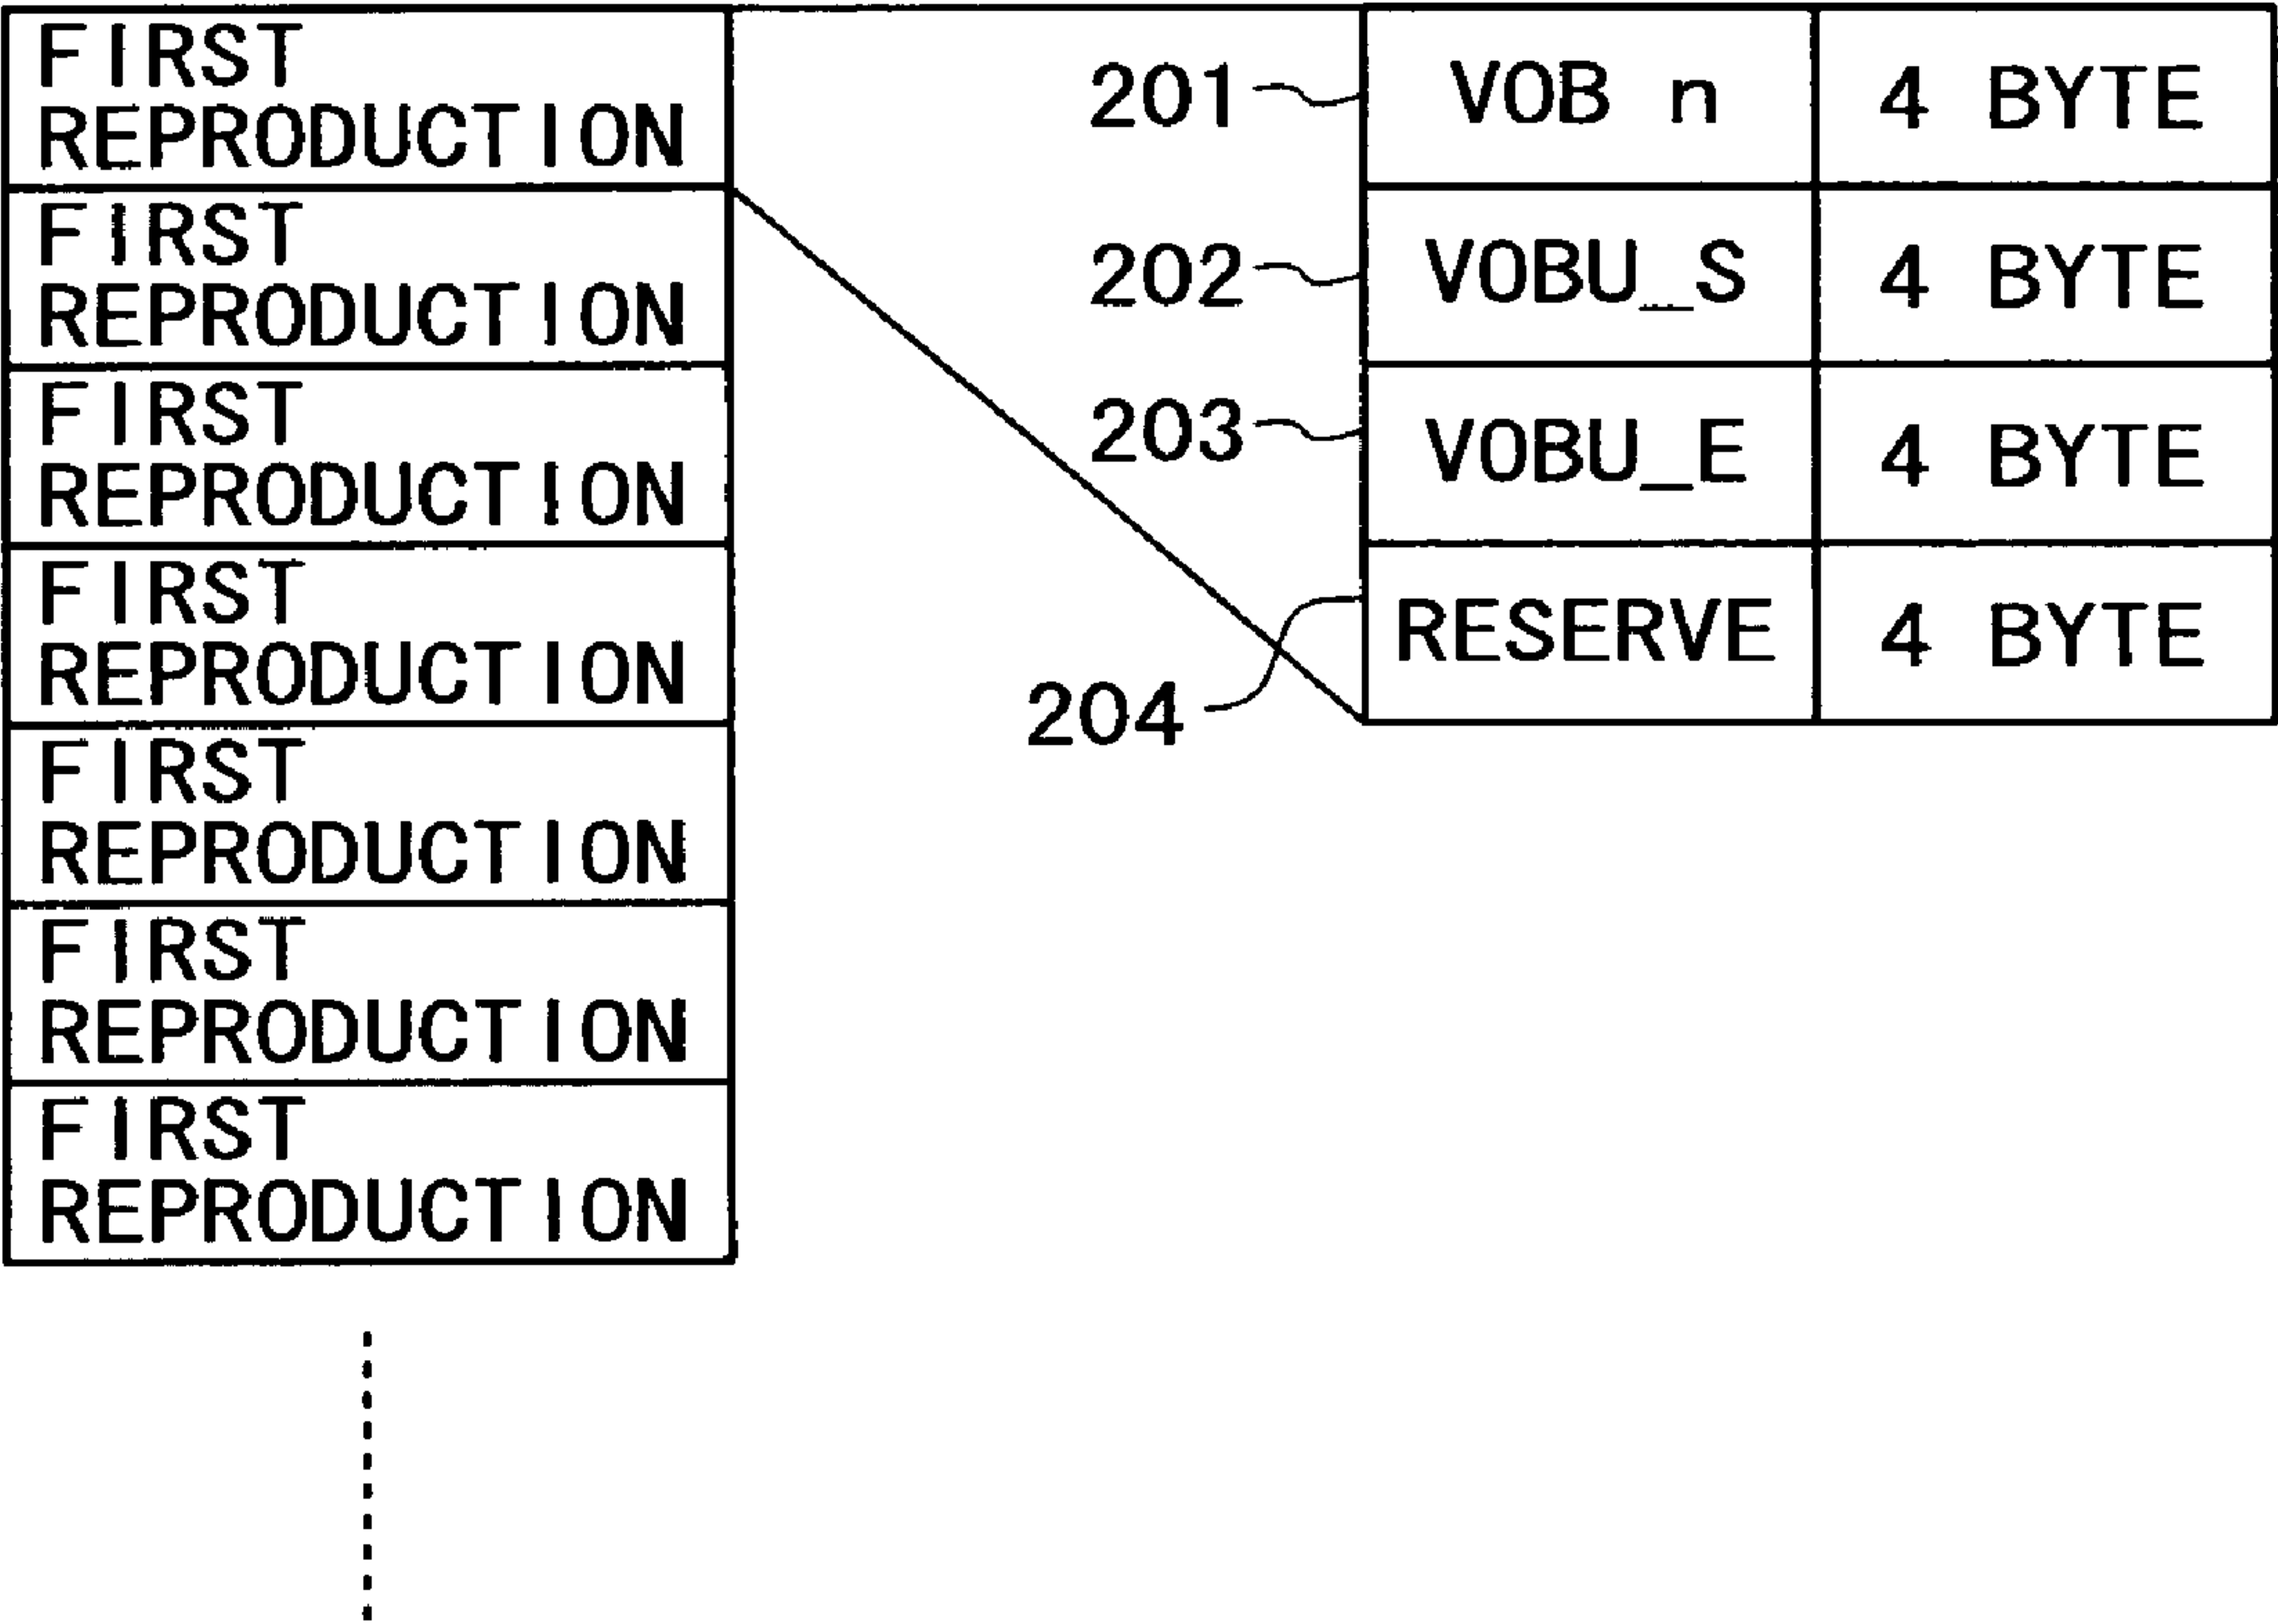 FIRST
REPRODUCTION
FIRST
REPRODUCTION
FIRST
REPRODUCTION
FIRST
REPRODUCTION
FIRST
REPRODUCTION
FIRST
REPRODUCTION
FIRST
REPRODUCTION
201 VOB n 4 BYTE
202 VOBU_S 4 BYTE
203 VOBU_E 4 BYTE
204 RESERVE 4 BYTE